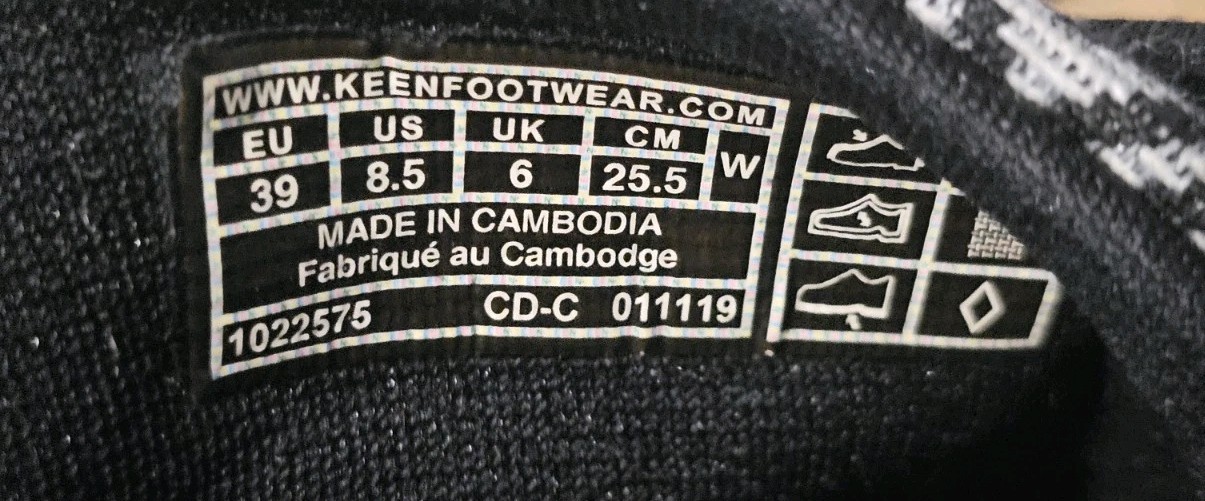 WWW.KEENFOOTWEAR.COM
EU US UK CM W
39 8.5 6 25.5
MADE IN CAMBODIA
Fabriqué au Cambodge
1022575 CD-C 011119